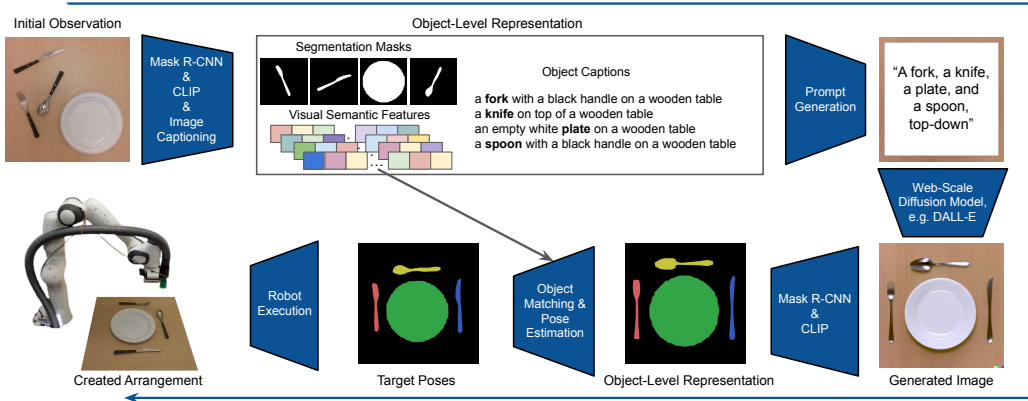 Initial Observation
Object-Level Representation
Mask R-CNN
&
CLIP
&
Image
Captioning
Segmentation Masks
Visual Semantic Features
Object Captions
a fork with a black handle on a wooden table
a knife on top of a wooden table
an empty white plate on a wooden table
a spoon with a black handle on a wooden table
Prompt
Generation
“A fork, a knife,
a plate, and
a spoon,
top-down”
Web-Scale
Diffusion Model,
e.g. DALL-E
Robot
Execution
Object
Matching &
Pose
Estimation
Mask R-CNN
&
CLIP
Created Arrangement
Target Poses
Object-Level Representation
Generated Image